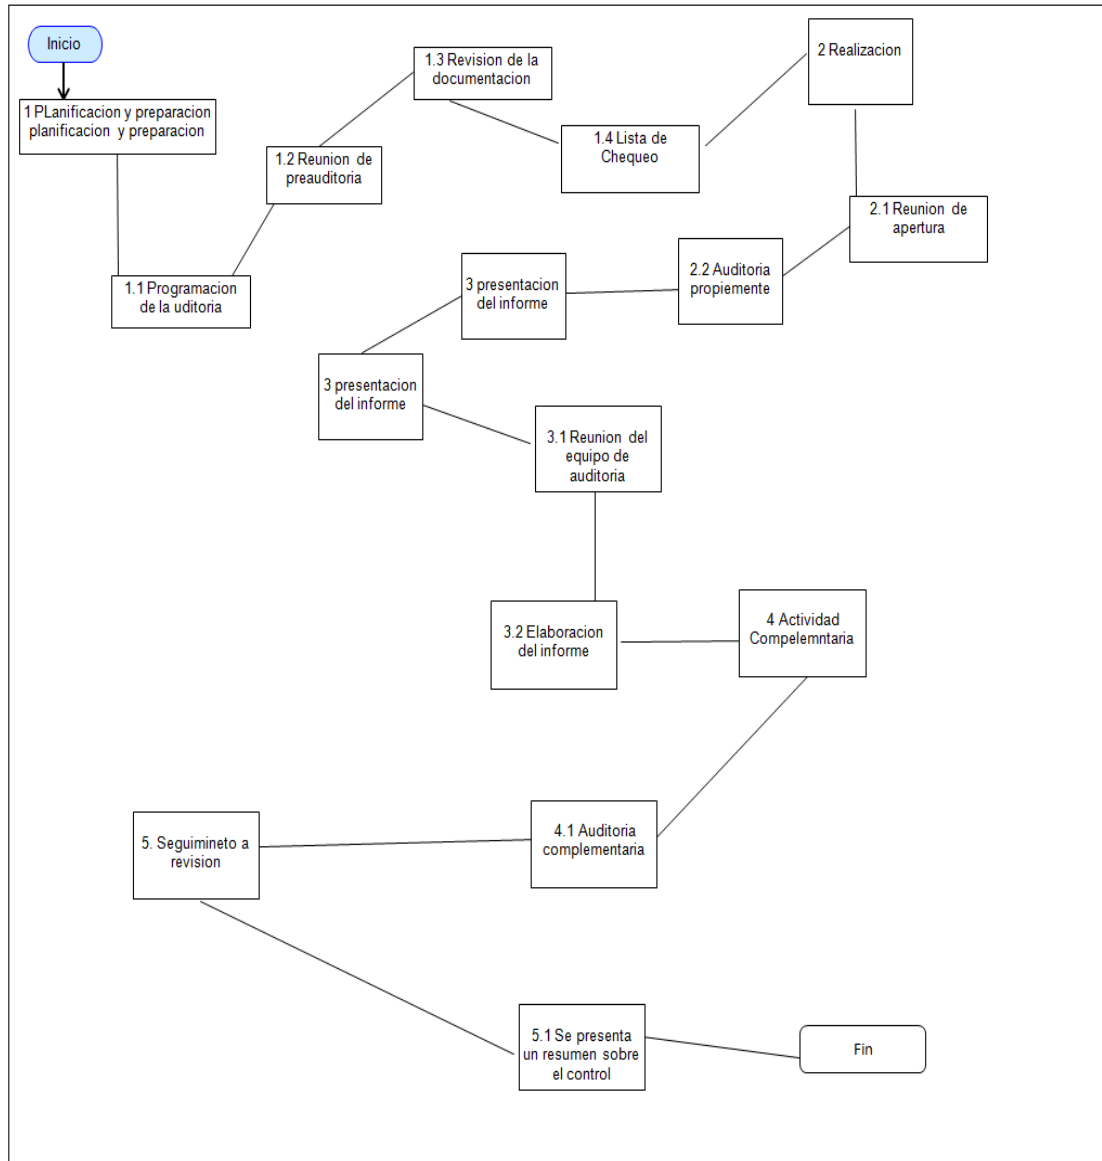 Inicio
1 PLanificacion y preparacion
planificacion y preparacion
1.1 Programacion
de la uditoria
1.2 Reunion de
preauditoria
1.3 Revision de la
documentacion
1.4 Lista de
Chequeo
2 Realizacion
2.1 Reunion de
apertura
2.2 Auditoria
propiemente
3 presentacion
del informe
3 presentacion
del informe
3.1 Reunion del
equipo de
auditoria
3.2 Elaboracion
del informe
4 Actividad
Compelemntaria
4.1 Auditoria
complementaria
5. Seguimineto a
revision
5.1 Se presenta
un resumen sobre
el control
Fin